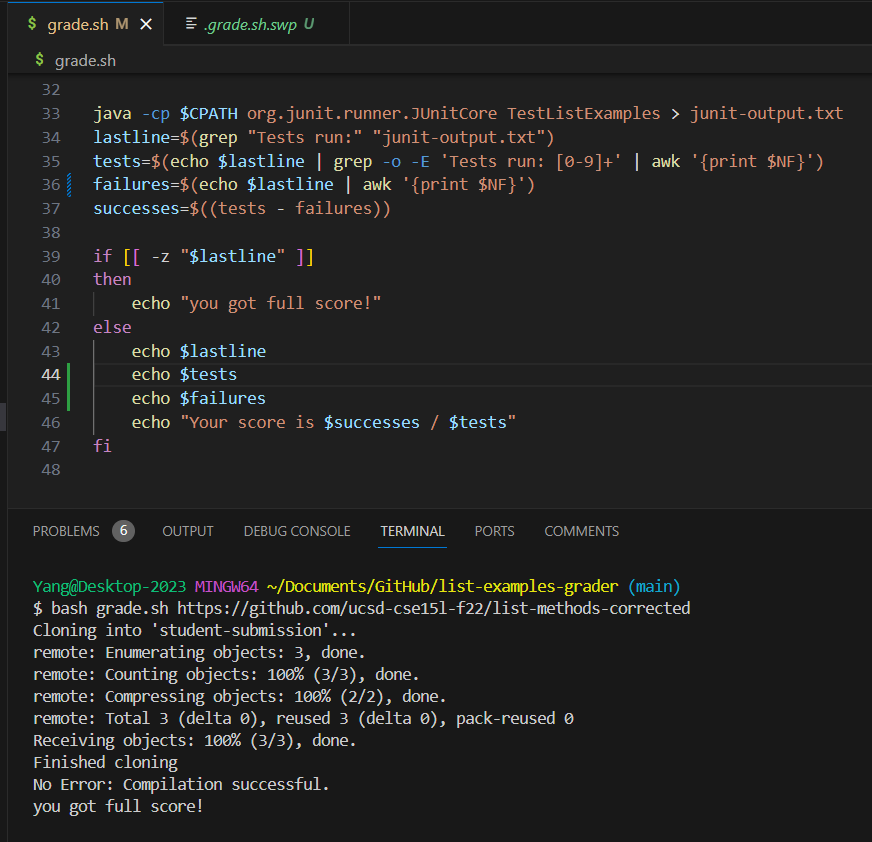 $ grade.sh M ×
.grade.sh.swp U
$ grade.sh
32
33 java -cp $CPATH org.junit.runner.JUnitCore TestListExamples > junit-output.txt
34 lastline=$(grep "Tests run:" "junit-output.txt")
35 tests=$(echo $lastline | grep -o -E 'Tests run: [0-9]+' | awk '{print $NF}')
36 failures=$(echo $lastline | awk '{print $NF}')
37 successes=$((tests - failures))
38
39 if [[ -z "$lastline" ]]
40 then
41     echo "you got full score!"
42 else
43     echo $lastline
44     echo $tests
45     echo $failures
46     echo "Your score is $successes / $tests"
47 fi
48
PROBLEMS 6 OUTPUT DEBUG CONSOLE TERMINAL PORTS COMMENTS
Yang@Desktop-2023 MINGW64 ~/Documents/GitHub/list-examples-grader (main)
$ bash grade.sh https://github.com/ucsd-cse15l-f22/list-methods-corrected
Cloning into 'student-submission'...
remote: Enumerating objects: 3, done.
remote: Counting objects: 100% (3/3), done.
remote: Compressing objects: 100% (2/2), done.
remote: Total 3 (delta 0), reused 3 (delta 0), pack-reused 0
Receiving objects: 100% (3/3), done.
Finished cloning
No Error: Compilation successful.
you got full score!